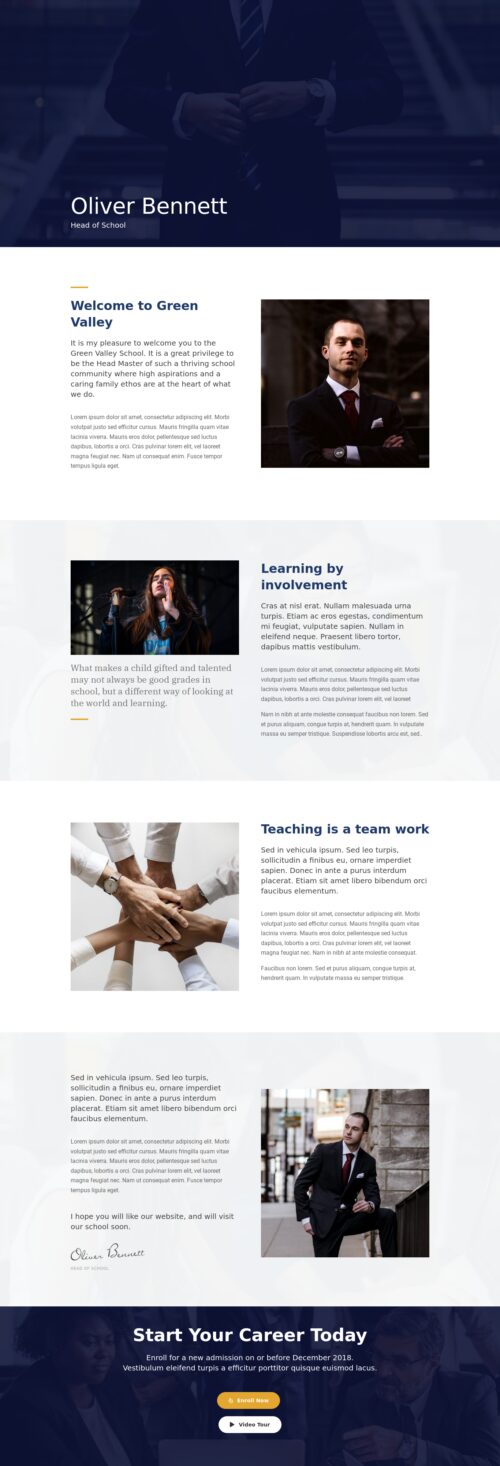 Oliver Bennett
Head of School
Welcome to Green
Valley
It is my pleasure to welcome you to the
Green Valley School. It is a great privilege to
be the Head Master of such a thriving school
community where high aspirations and a
caring family ethos are at the heart of what
we do.
Lorem ipsum dolor sit amet, consectetur adipiscing elit. Morbi
volutpat justo sed efficitur cursus. Mauris fringilla quam vitae
lacinia viverra. Mauris eros dolor, pellentesque sed luctus
dapibus, lobortis a orci. Cras pulvinar lorem elit, vel laoreet
magna feugiat nec. Nam ut consequat enim. Fusce tempor
tempus ligula eget.
What makes a child gifted and talented
may not always be good grades in
school, but a different way of looking at
the world and learning.
Learning by
involvement
Cras at nisl erat. Nullam malesuada urna
turpis. Etiam ac eros egestas, condimentum
mi feugiat, vulputate sapien. Nullam in
eleifend neque. Praesent libero tortor,
dapibus mattis vestibulum.
Lorem ipsum dolor sit amet, consectetur adipiscing elit. Morbi
volutpat justo sed efficitur cursus. Mauris fringilla quam vitae
lacinia viverra. Mauris eros dolor, pellentesque sed luctus
dapibus, lobortis a orci. Cras pulvinar lorem elit, vel laoreet
Nam in nibh at ante molestie consequat faucibus non lorem. Sed
et purus aliquam, congue turpis at, hendrerit quam. In vulputate
massa eu semper tristique. Suspendisse lobortis arcu est, sed..
Teaching is a team work
Sed in vehicula ipsum. Sed leo turpis,
sollicitudin a finibus eu, ornare imperdiet
sapien. Donec in ante a purus interdum
placerat. Etiam sit amet libero bibendum orci
faucibus elementum.
Lorem ipsum dolor sit amet, consectetur adipiscing elit. Morbi
volutpat justo sed efficitur cursus. Mauris fringilla quam vitae
lacinia viverra. Mauris eros dolor, pellentesque sed luctus
dapibus, lobortis a orci. Cras pulvinar lorem elit, vel laoreet
magna feugiat nec. Nam in nibh at ante molestie consequat.
Faucibus non lorem. Sed et purus aliquam, congue turpis at,
hendrerit quam. In vulputate massa eu semper tristique.
Sed in vehicula ipsum. Sed leo turpis,
sollicitudin a finibus eu, ornare imperdiet
sapien. Donec in ante a purus interdum
placerat. Etiam sit amet libero bibendum orci
faucibus elementum.
Lorem ipsum dolor sit amet, consectetur adipiscing elit. Morbi
volutpat justo sed efficitur cursus. Mauris fringilla quam vitae
lacinia viverra. Mauris eros dolor, pellentesque sed luctus
dapibus, lobortis a orci. Cras pulvinar lorem elit, vel laoreet
magna feugiat nec. Nam ut consequat enim. Fusce tempor
tempus ligula eget.
I hope you will like our website, and will visit
our school soon.
Oliver Bennett
HEAD OF SCHOOL
Start Your Career Today
Enroll for a new admission on or before December 2018.
Vestibulum eleifend turpis a efficitur porttitor quisque euismod lacus.
Enroll Now
Video Tour